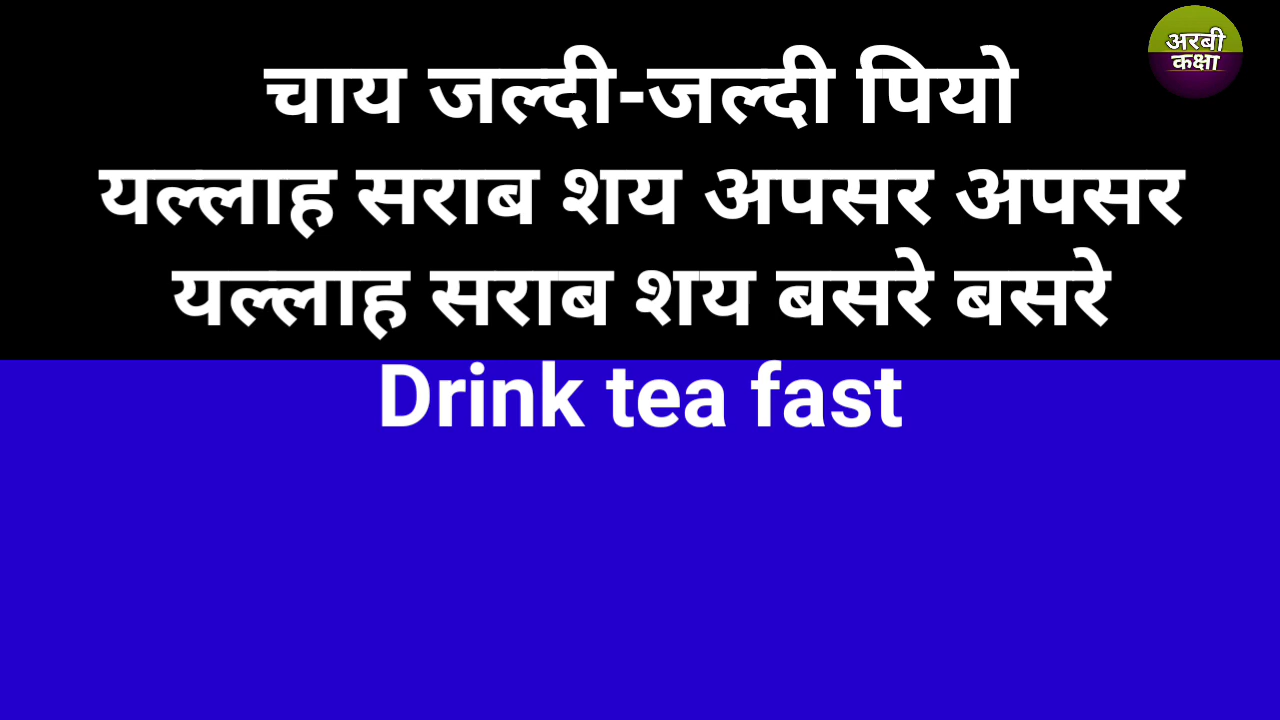 अरबी
कक्षा
चाय जल्दी-जल्दी पियो
यल्लाह सराब शय अपसर अपसर
यल्लाह सराब शय बसरे बसरे
Drink tea fast